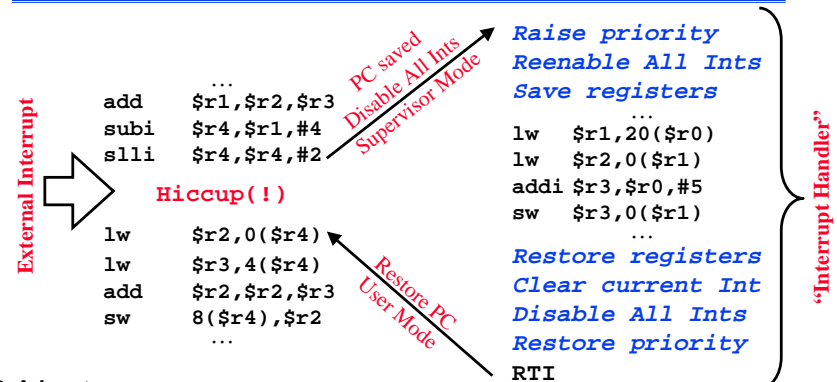 External Interrupt
…
add $r1,$r2,$r3
subi $r4,$r1,#4
slli $r4,$r4,#2
Hiccup(!)
lw $r2,0($r4)
lw $r3,4($r4)
add $r2,$r2,$r3
sw 8($r4),$r2
…
PC saved
Disable All Ints
Supervisor Mode
Raise priority
Reenable All Ints
Save registers
…
lw $r1,20($r0)
lw $r2,0($r1)
addi $r3,$r0,#5
sw $r3,0($r1)
…
Restore registers
Clear current Int
Disable All Ints
Restore priority
RTI
Restore PC
User Mode
“Interrupt Handler”